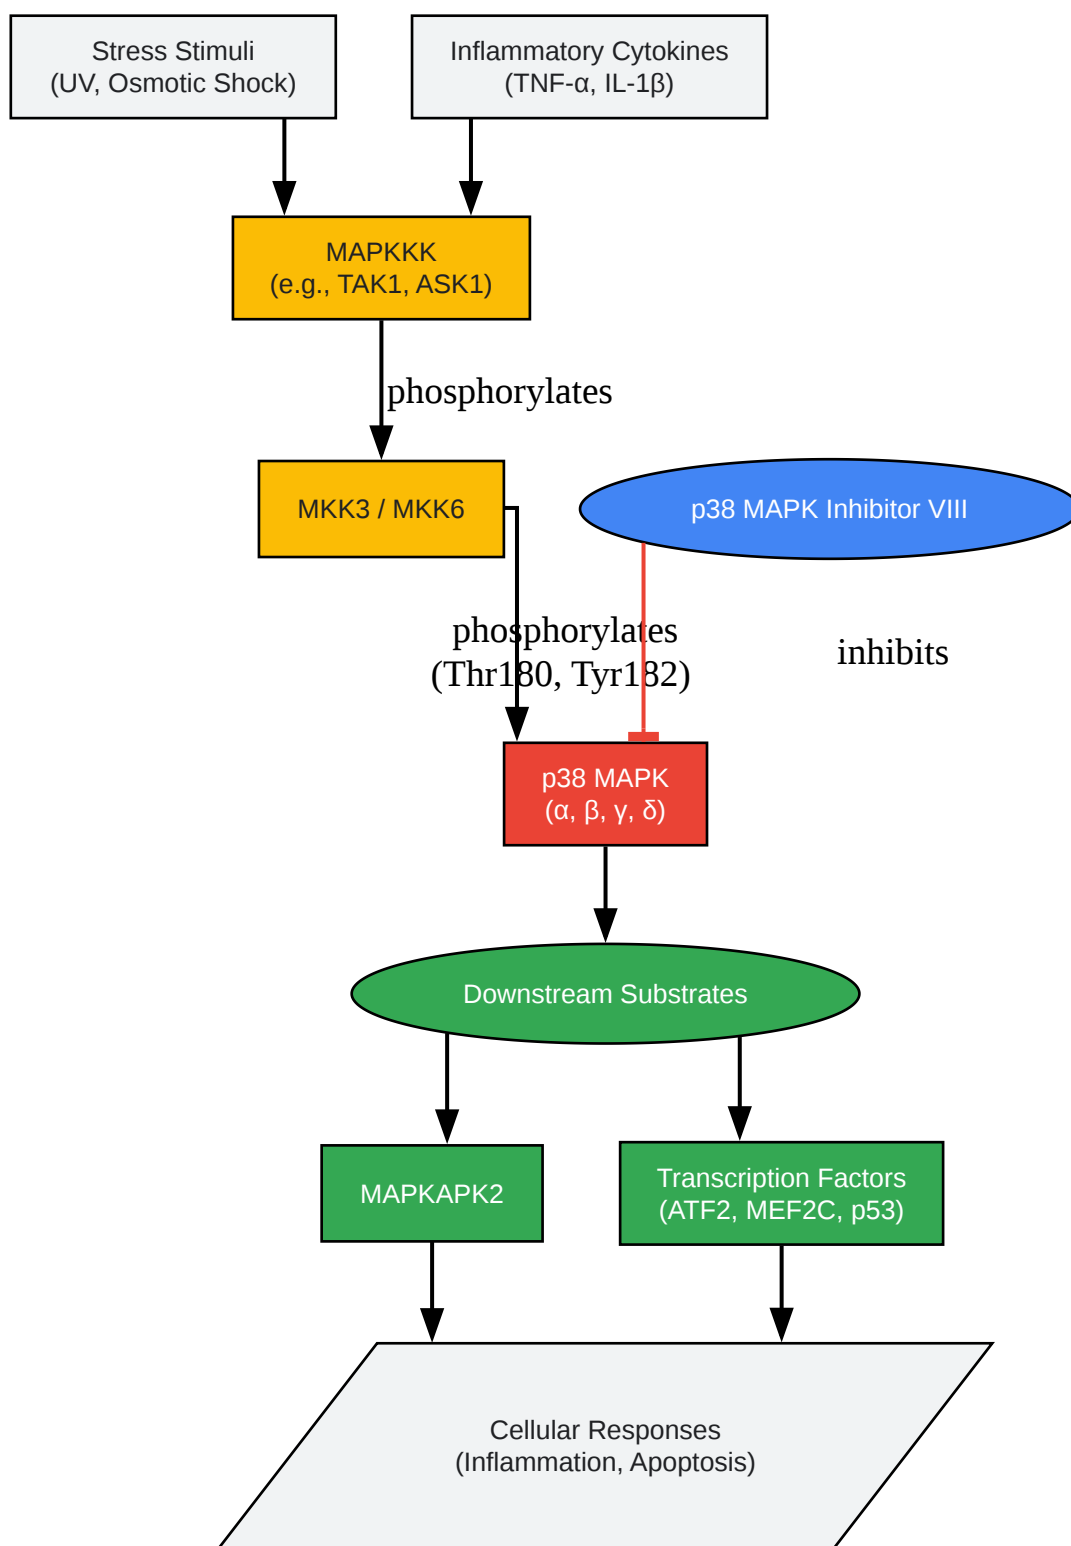 Stress Stimuli
(UV, Osmotic Shock)
Inflammatory Cytokines
(TNF-α, IL-1β)
MAPKKK
(e.g., TAK1, ASK1)
phosphorylates
MKK3 / MKK6
p38 MAPK Inhibitor VIII
phosphorylates
(Thr180, Tyr182)
inhibits
p38 MAPK
(α, β, γ, δ)
Downstream Substrates
MAPKAPK2
Transcription Factors
(ATF2, MEF2C, p53)
Cellular Responses
(Inflammation, Apoptosis)